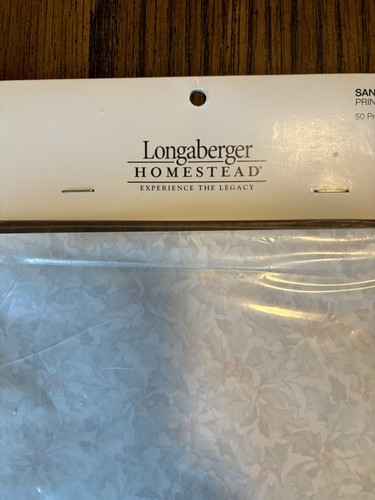 Longaberger
HOMESTEAD®
EXPERIENCE THE LEGACY
SAN
PRIN
50 Pr